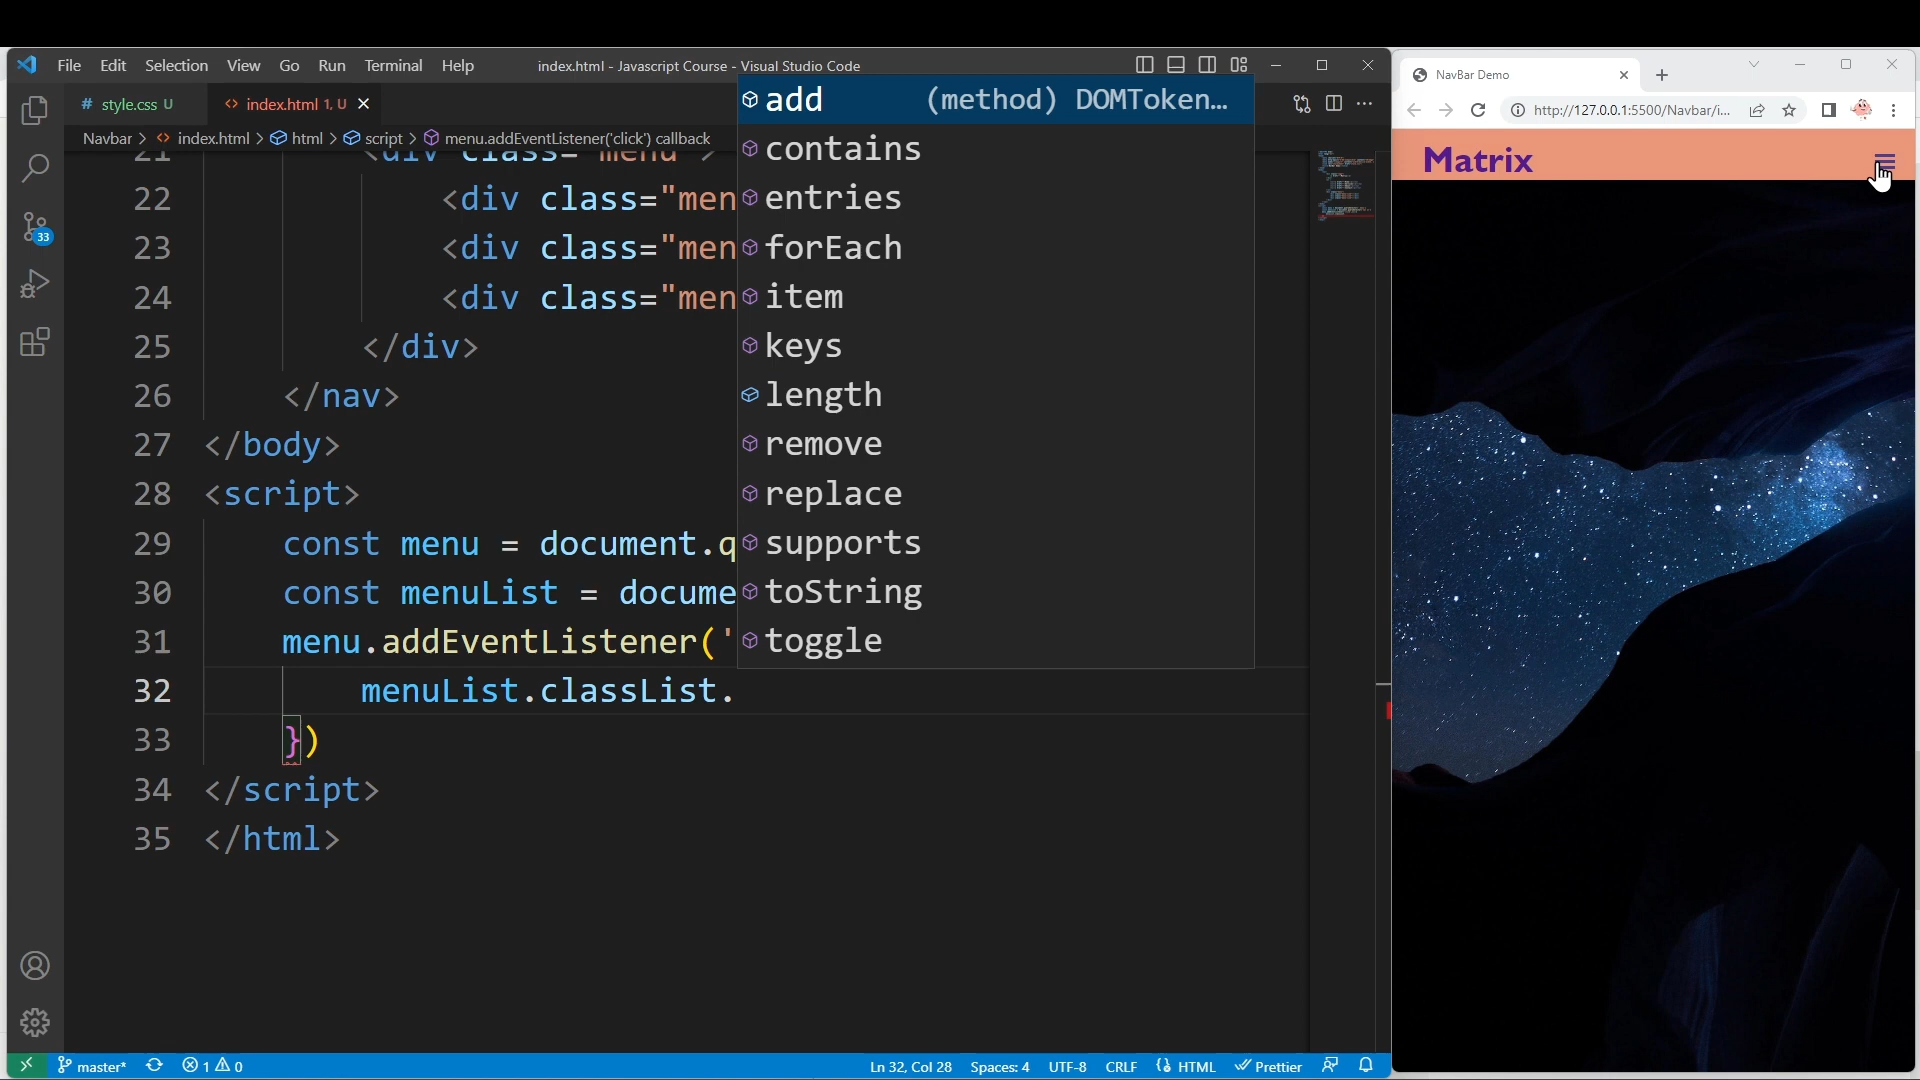 File Edit Selection View Go Run Terminal Help
index.html - Javascript Course - Visual Studio Code
# style.css U
<> index.html 1, U
Navbar > <> index.html > html > script > menu.addEventListener('click') callback
21 <div class="menu">
22 <div class="men
23 <div class="men
24 <div class="men
25 </div>
26 </nav>
27 </body>
28 <script>
29 const menu = document.q
30 const menuList = docume
31 menu.addEventListener('
32 menuList.classList.
33 })
34 </script>
35 </html>
add (method) DOMToken...
contains
entries
forEach
item
keys
length
remove
replace
supports
toString
toggle
33
master* 1 0
Ln 32, Col 28 Spaces: 4 UTF-8 CRLF HTML Prettier
NavBar Demo
http://127.0.0.1:5500/Navbar/i...
Matrix